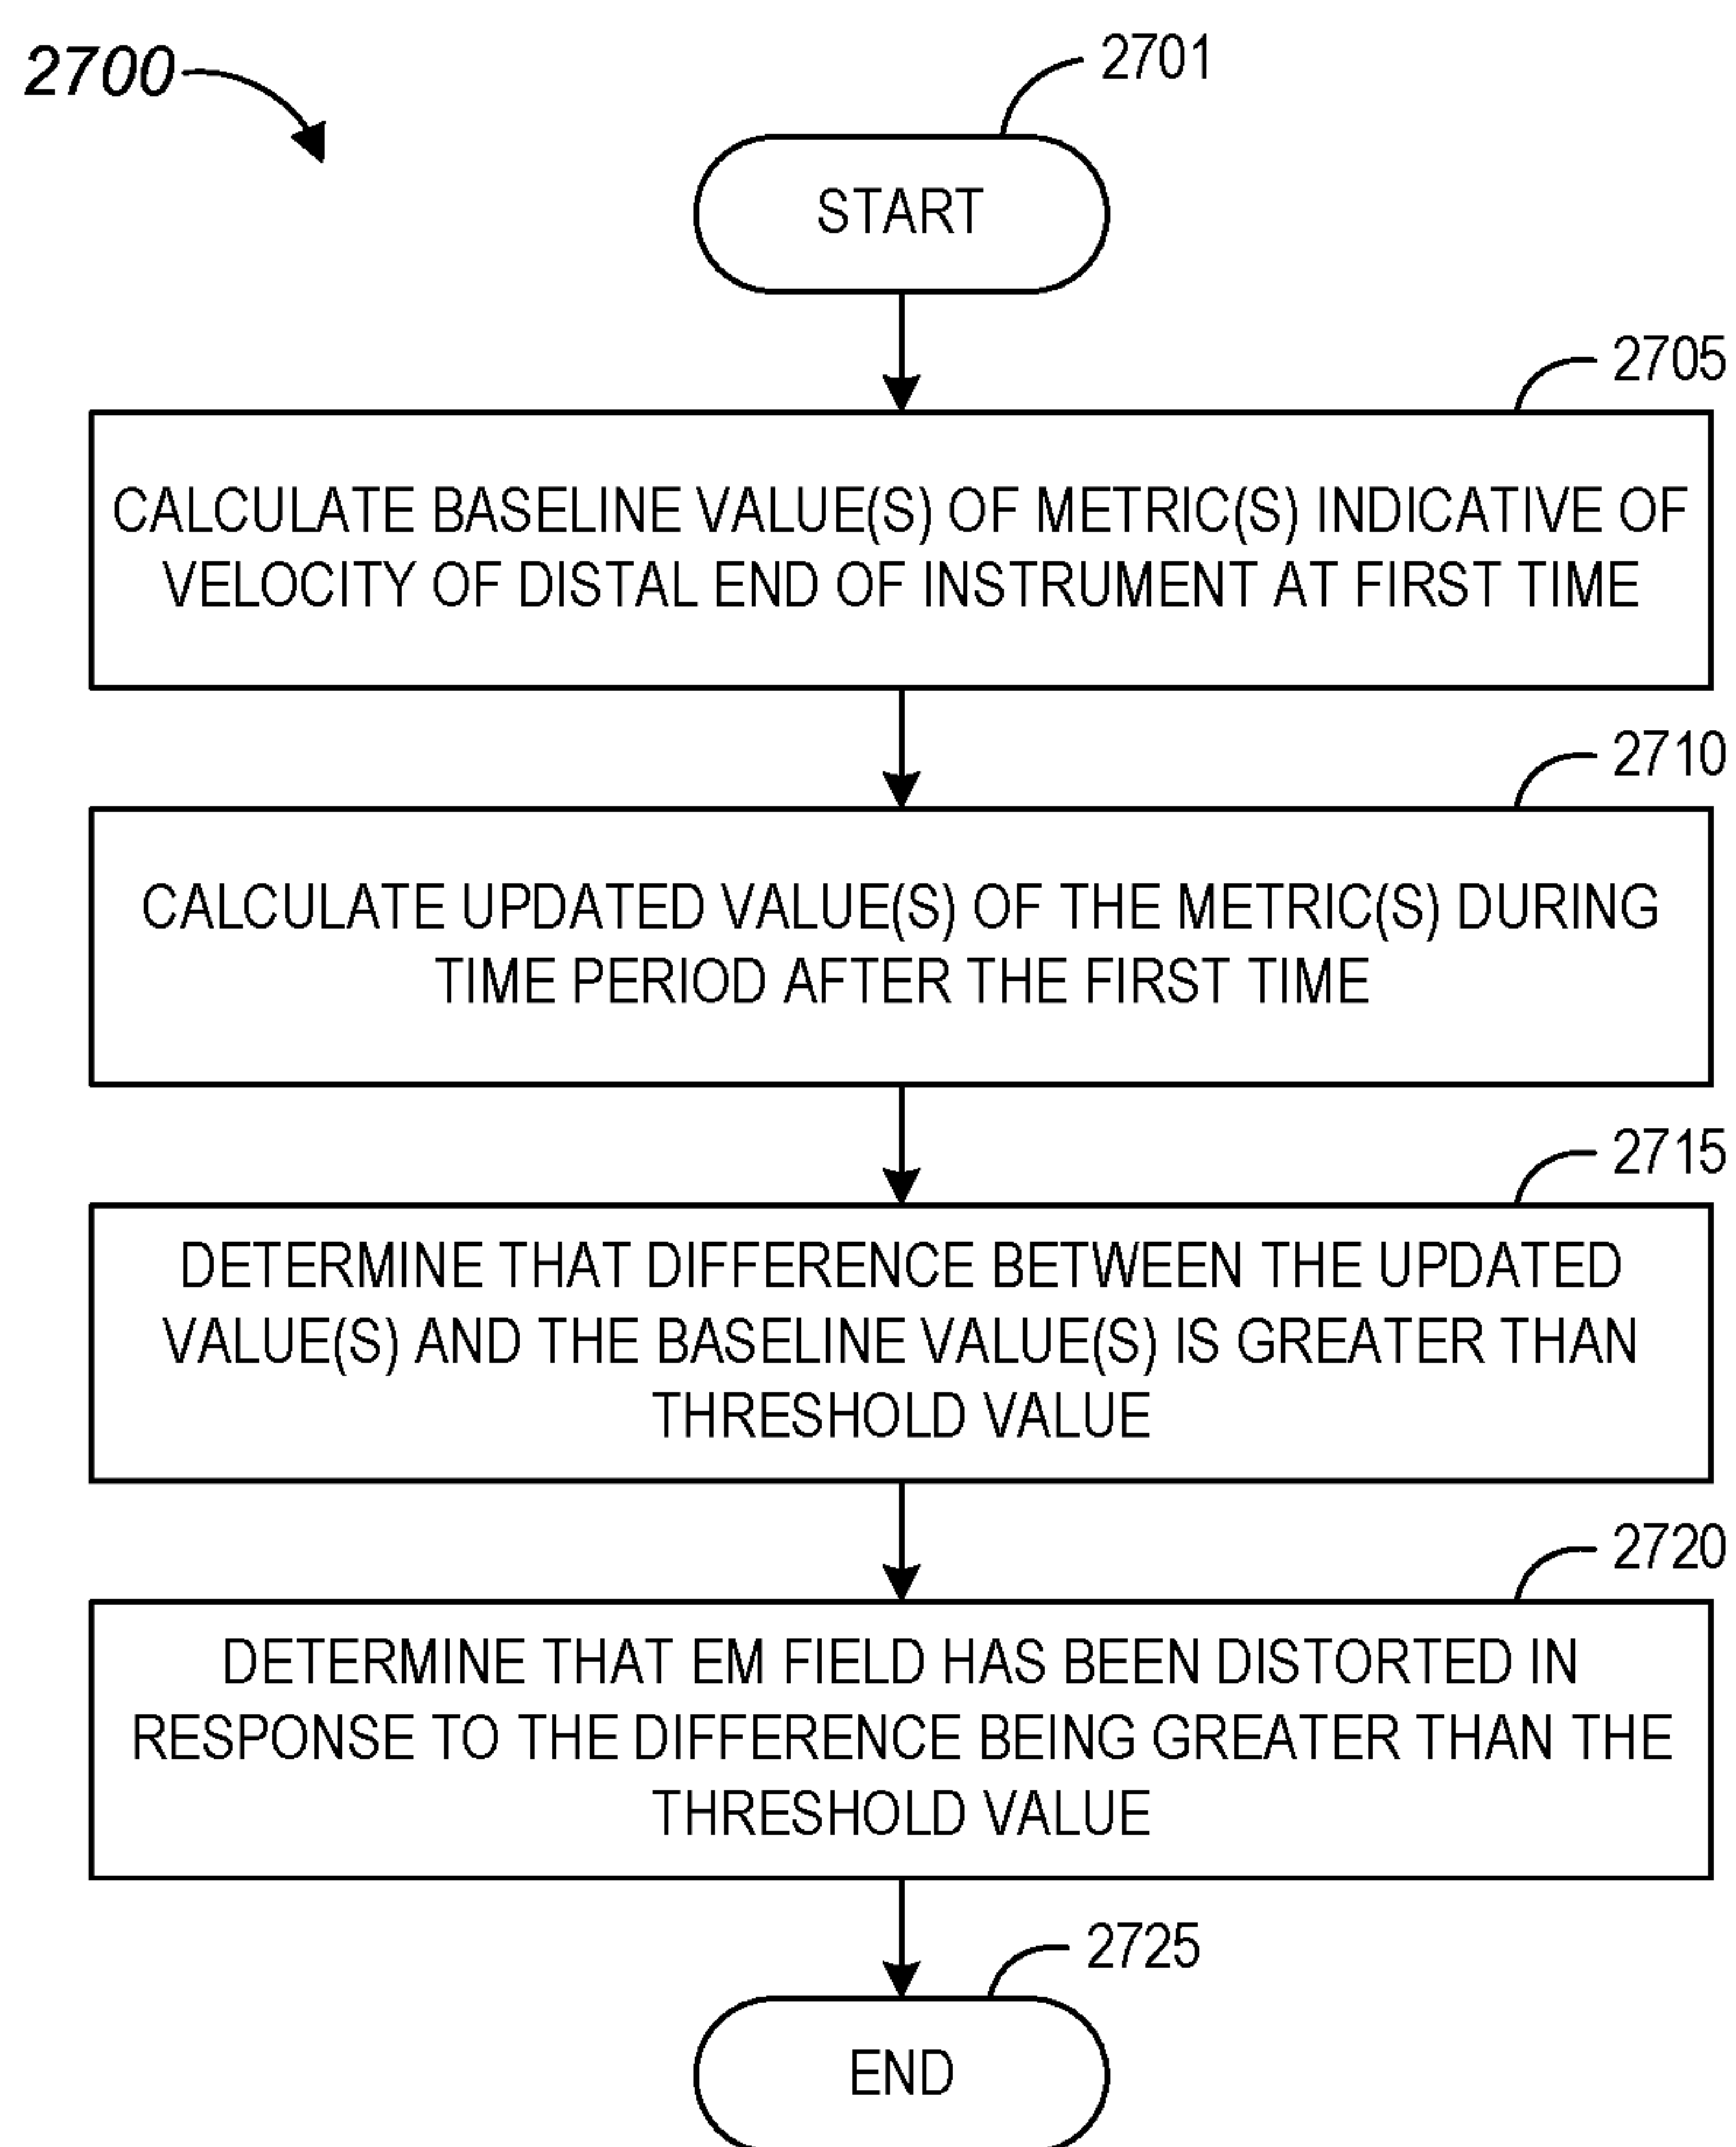 2700
2701
START
2705
CALCULATE BASELINE VALUE(S) OF METRIC(S) INDICATIVE OF
VELOCITY OF DISTAL END OF INSTRUMENT AT FIRST TIME
2710
CALCULATE UPDATED VALUE(S) OF THE METRIC(S) DURING
TIME PERIOD AFTER THE FIRST TIME
2715
DETERMINE THAT DIFFERENCE BETWEEN THE UPDATED
VALUE(S) AND THE BASELINE VALUE(S) IS GREATER THAN
THRESHOLD VALUE
2720
DETERMINE THAT EM FIELD HAS BEEN DISTORTED IN
RESPONSE TO THE DIFFERENCE BEING GREATER THAN THE
THRESHOLD VALUE
2725
END